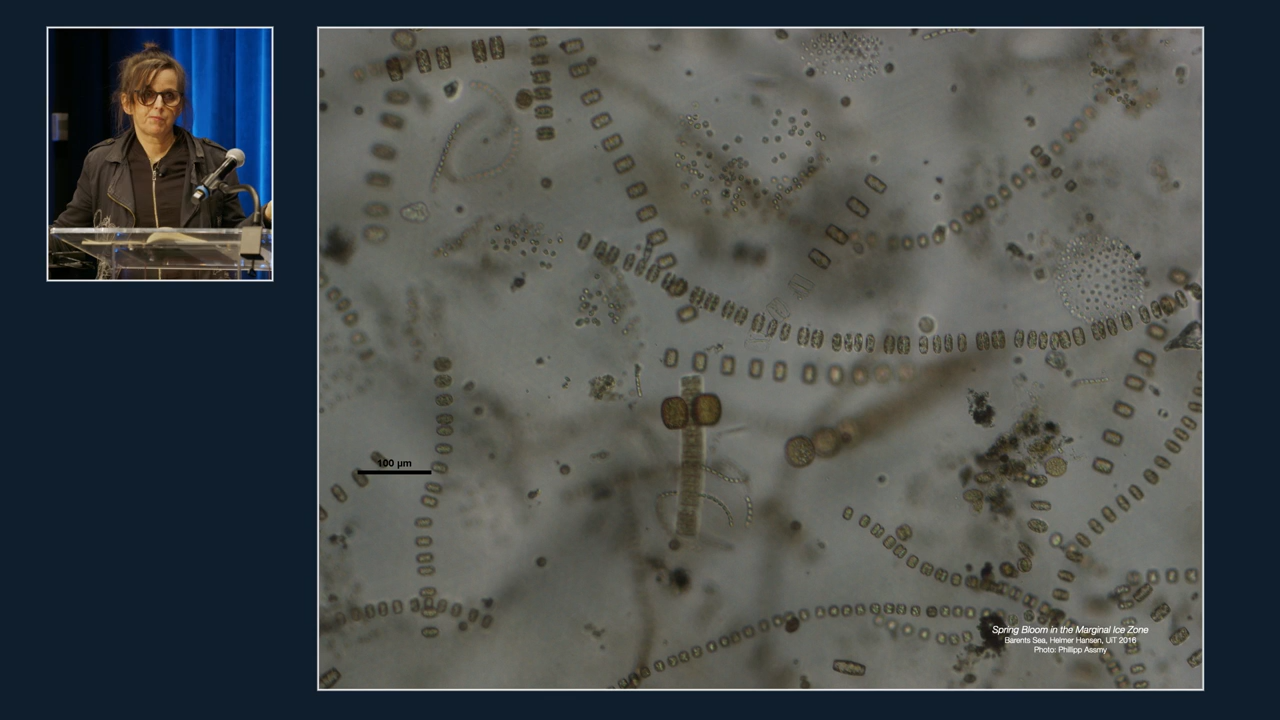 100 µm
Spring Bloom in the Marginal Ice Zone
Barents Sea, Helmer Hansen, UiT 2016
Photo: Phillipp Assmy